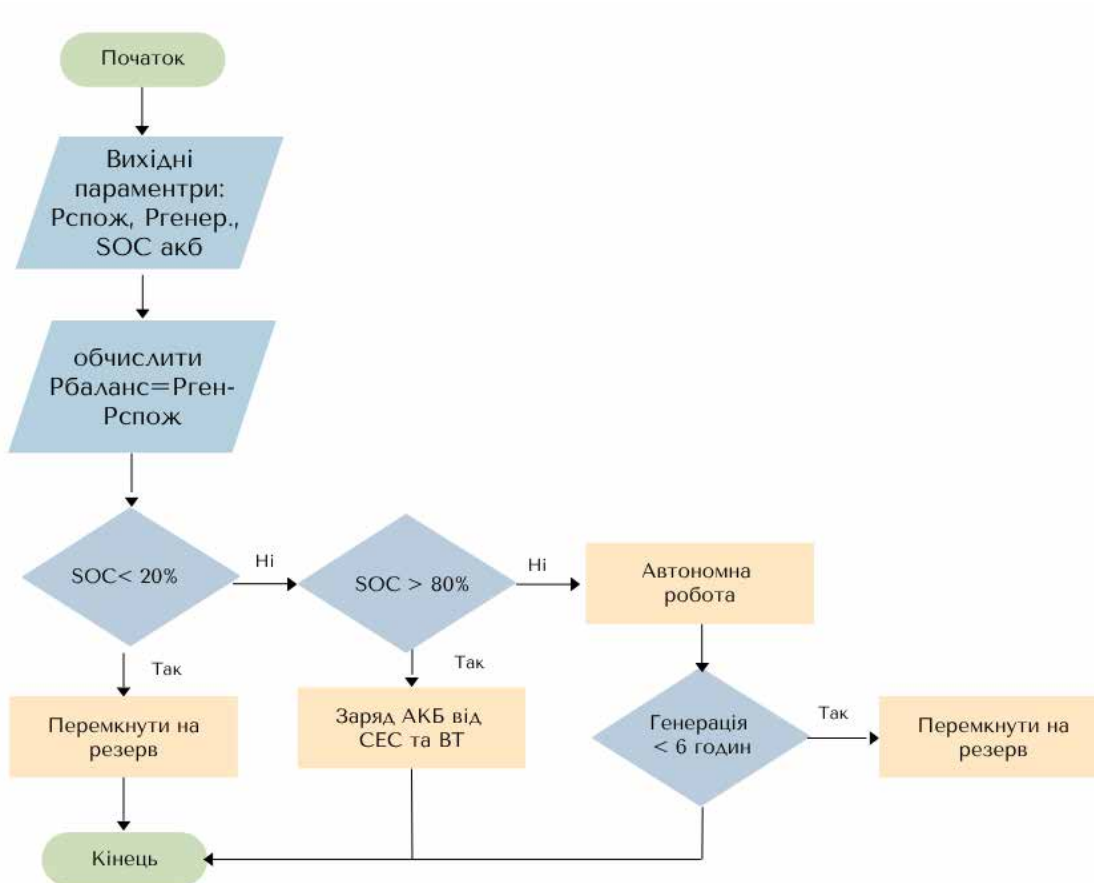 Початок
Вихідні
параментри:
Рспож, Ргенер.,
SOC акб
обчислити
Рбаланс=Рген-
Рспож
SOC< 20%
Ні
SOC > 80%
Ні
Автономна
робота
Так
Так
Перемкнути на
резерв
Заряд АКБ від
СЕС та ВТ
Генерація
< 6 годин
Так
Перемкнути на
резерв
Кінець